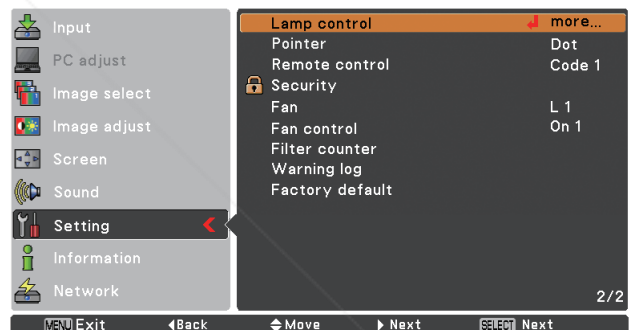 Input
PC adjust
Image select
Image adjust
Screen
Sound
Setting
Information
Network
Lamp control more...
Pointer Dot
Remote control Code 1
Security
Fan L 1
Fan control On 1
Filter counter
Warning log
Factory default
2/2
MENU Exit Back Move Next SELECT Next